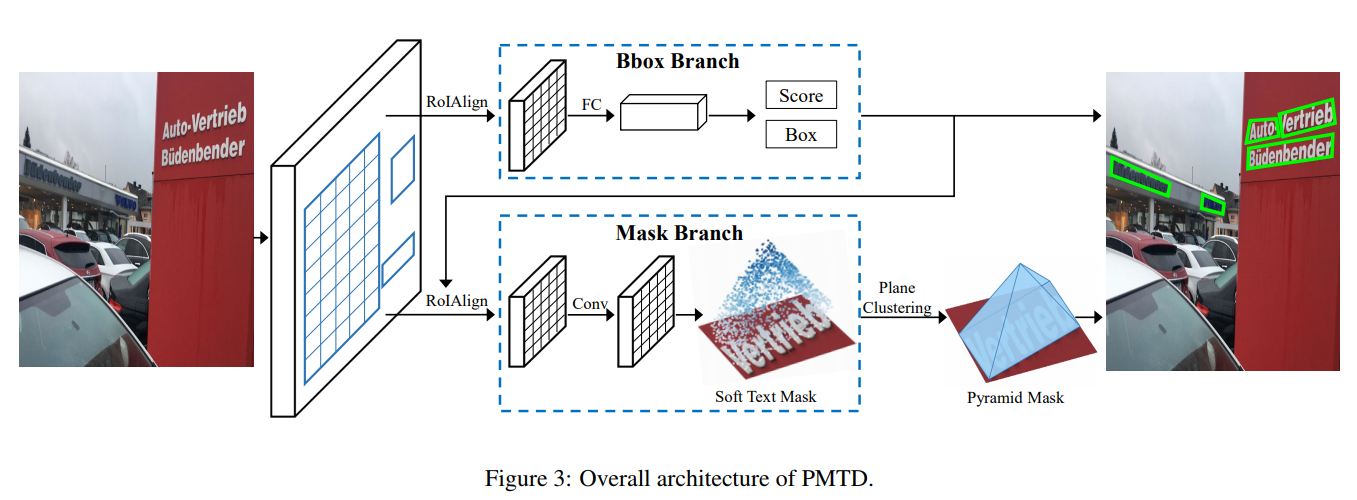 Auto-Vertrieb
Büdenbender
Büdenbender
RoIAlign
Bbox Branch
FC
Score
Box
RoIAlign
Mask Branch
Conv
Vertrieb
Soft Text Mask
Plane
Clustering
Vertrieb
Pyramid Mask
Auto-Vertrieb
Büdenbender
Figure 3: Overall architecture of PMTD.